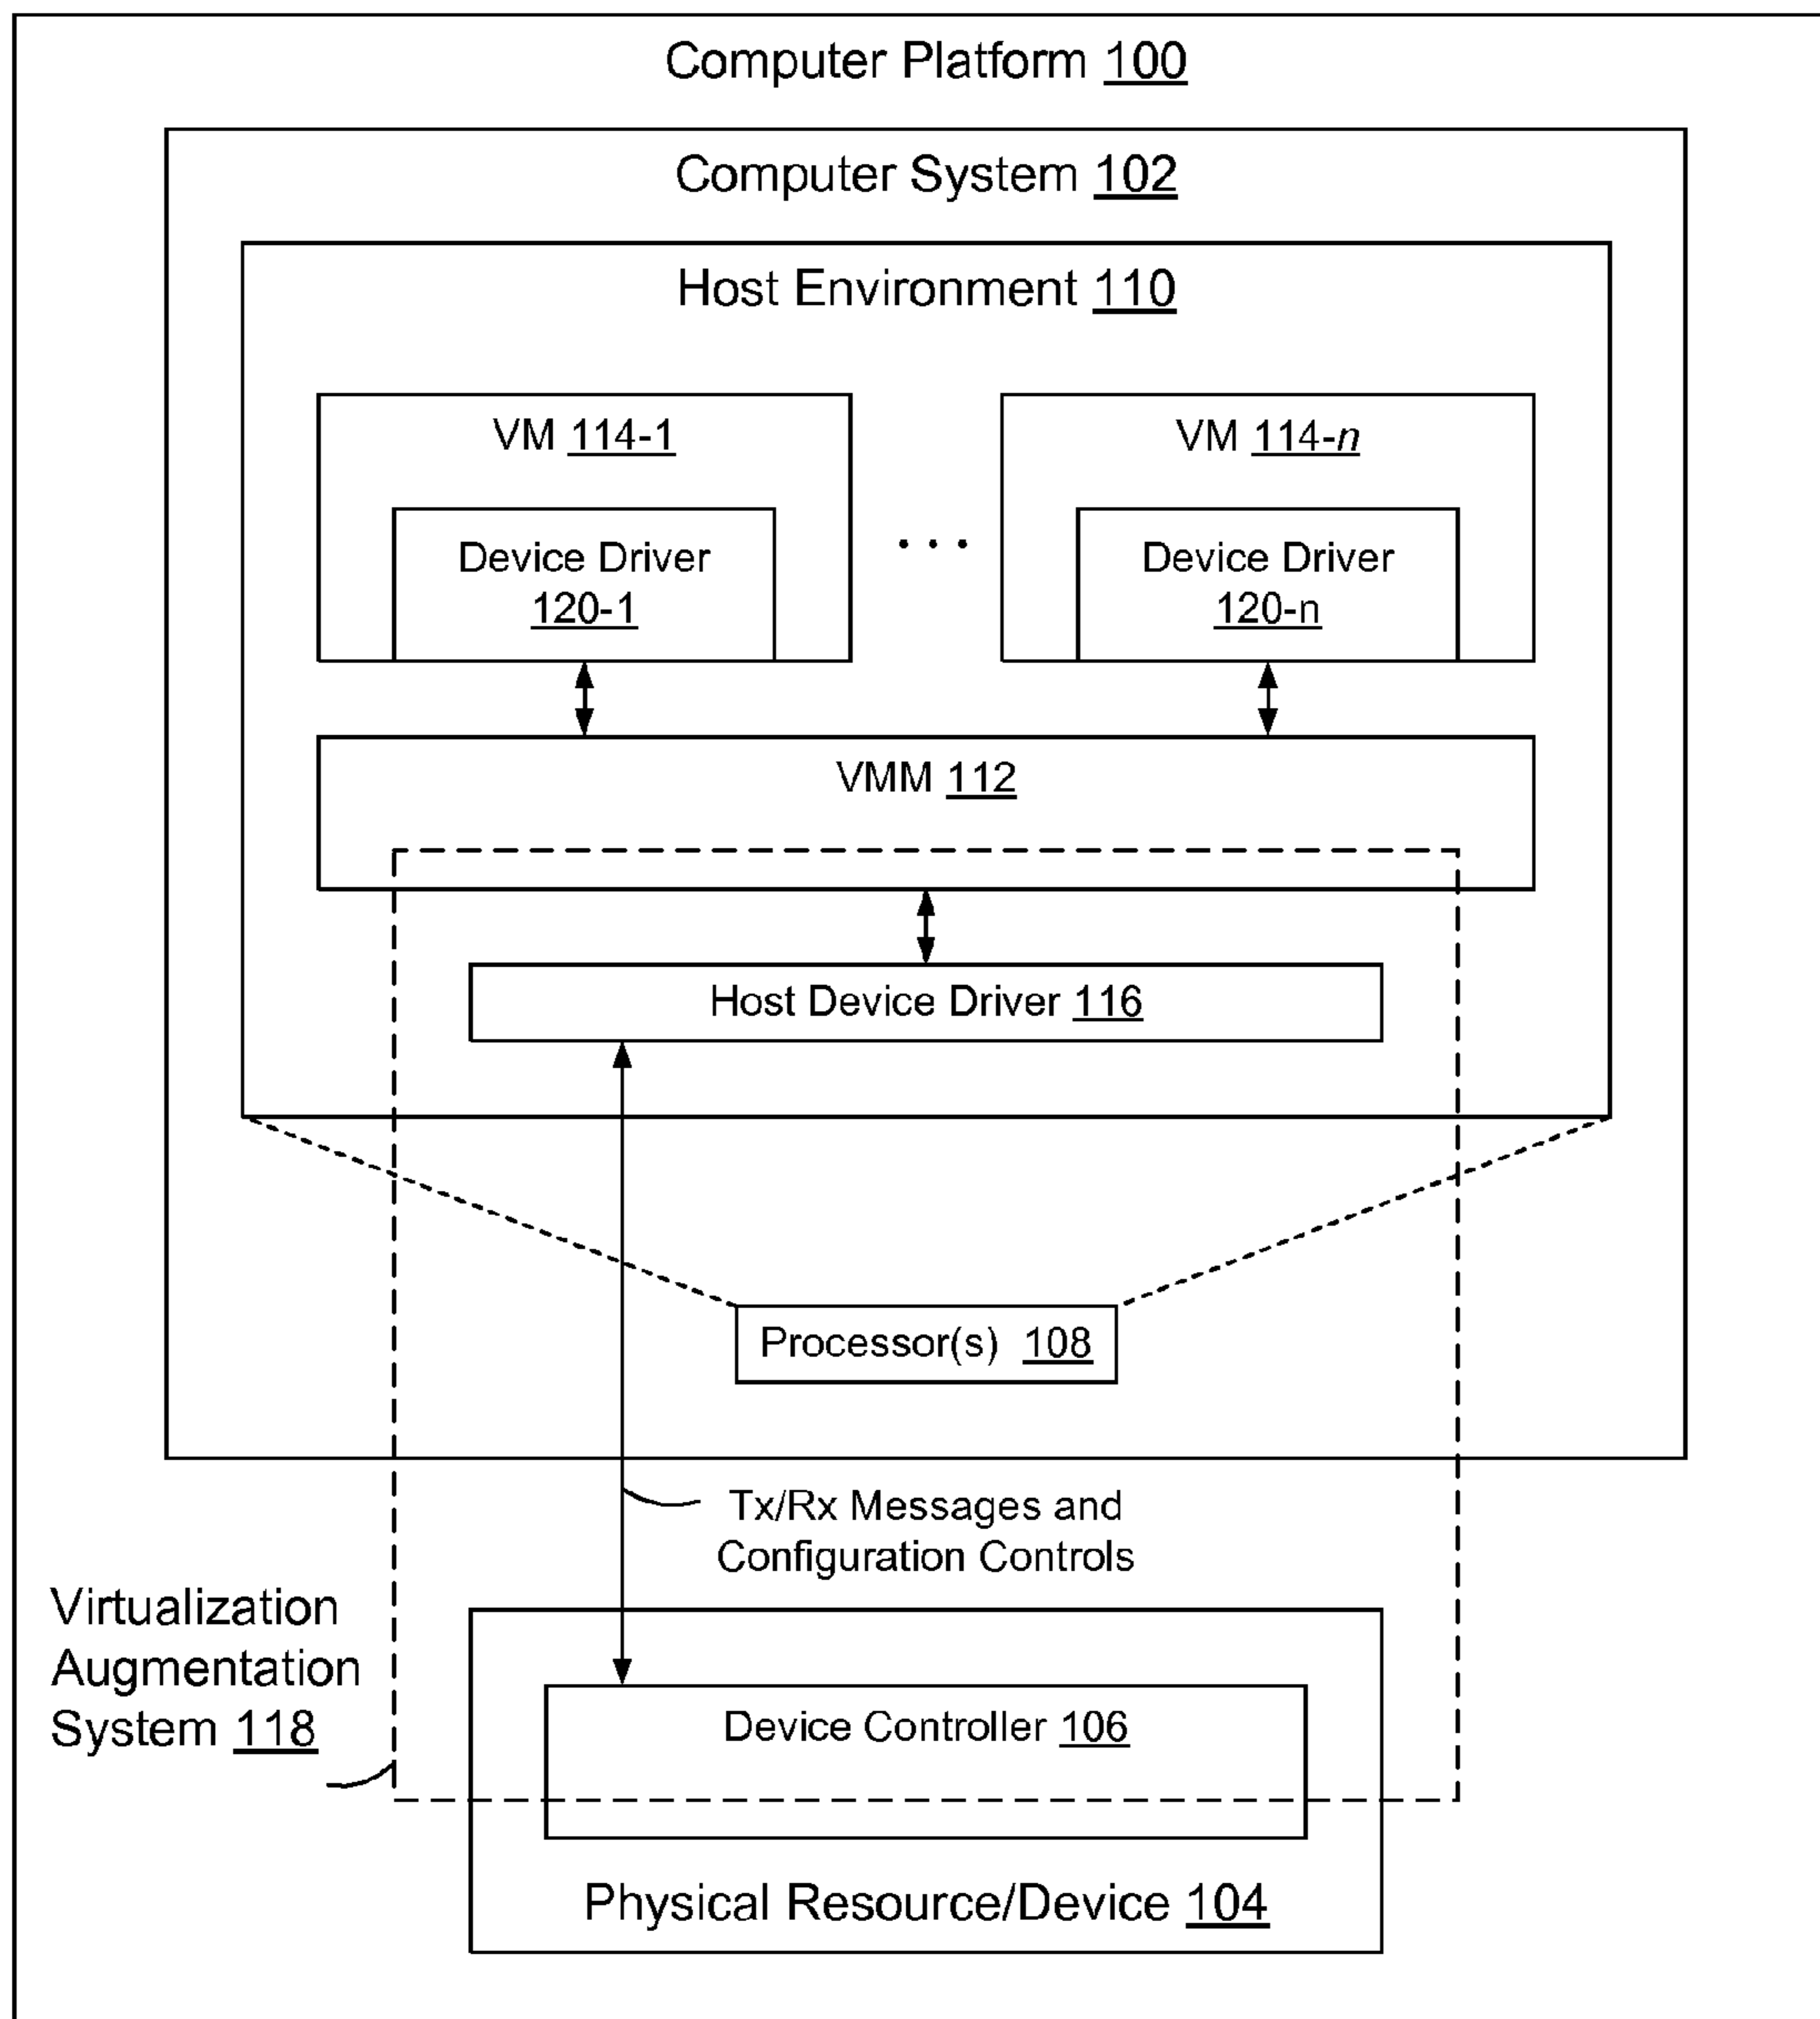 Computer Platform 100
Computer System 102
Host Environment 110
VM 114-1
VM 114-n
Device Driver
120-1
. . .
Device Driver
120-n
VMM 112
Host Device Driver 116
Processor(s) 108
Tx/Rx Messages and
Configuration Controls
Virtualization
Augmentation
System 118
Device Controller 106
Physical Resource/Device 104